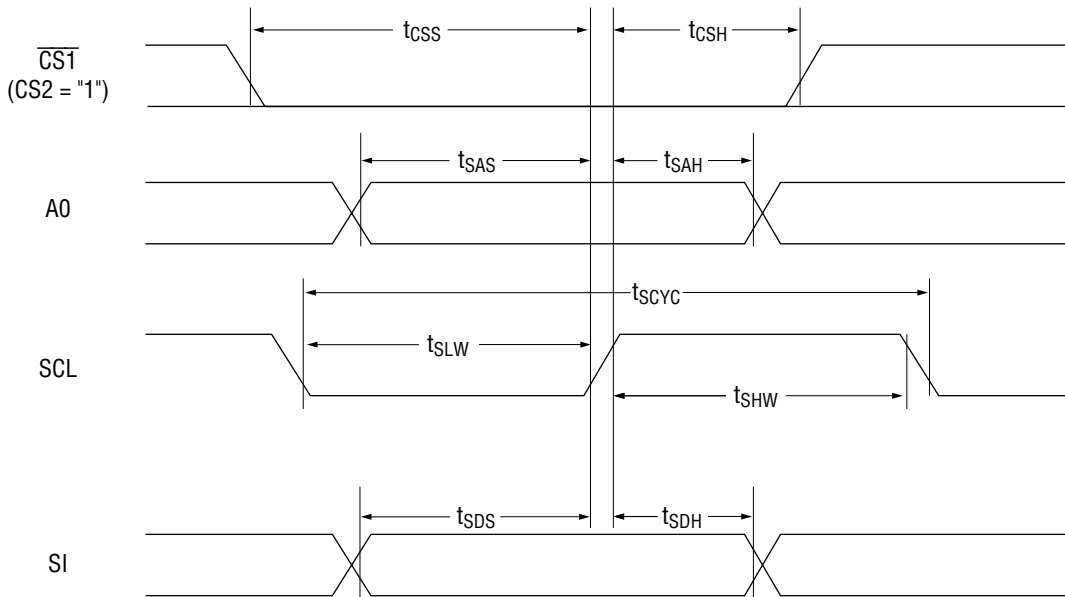 tCSS
tCSH
CS1
(CS2 = "1")
tSAS
tSAH
A0
tSCYC
tSLW
SCL
tSHW
tSDS
tSDH
SI